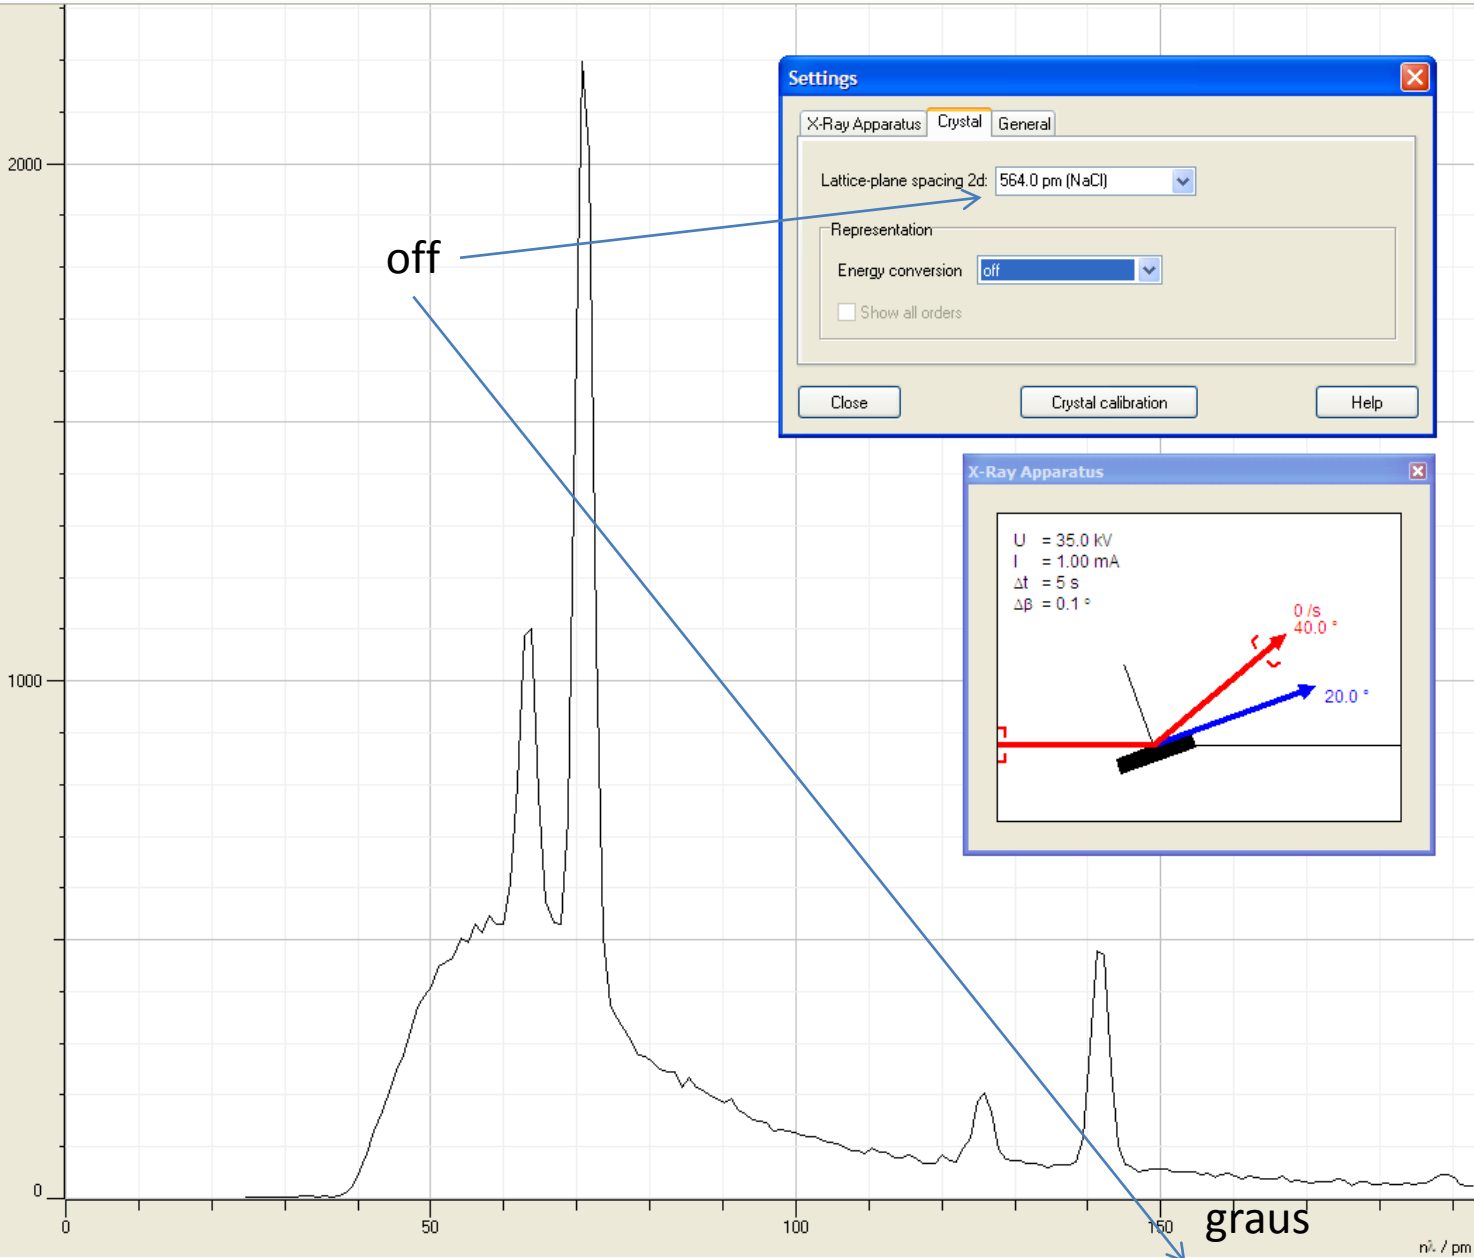 Settings
X-Ray Apparatus Crystal General
Lattice-plane spacing 2d: 564.0 pm (NaCl)
Representation
Energy conversion off
Show all orders
Close Crystal calibration Help
off
X-Ray Apparatus
U = 35.0 kV
I = 1.00 mA
Δt = 5 s
Δβ = 0.1 °
0 /s
40.0 °
20.0 °
2000
1000
0
0 50 100 150
graus
nλ / pm